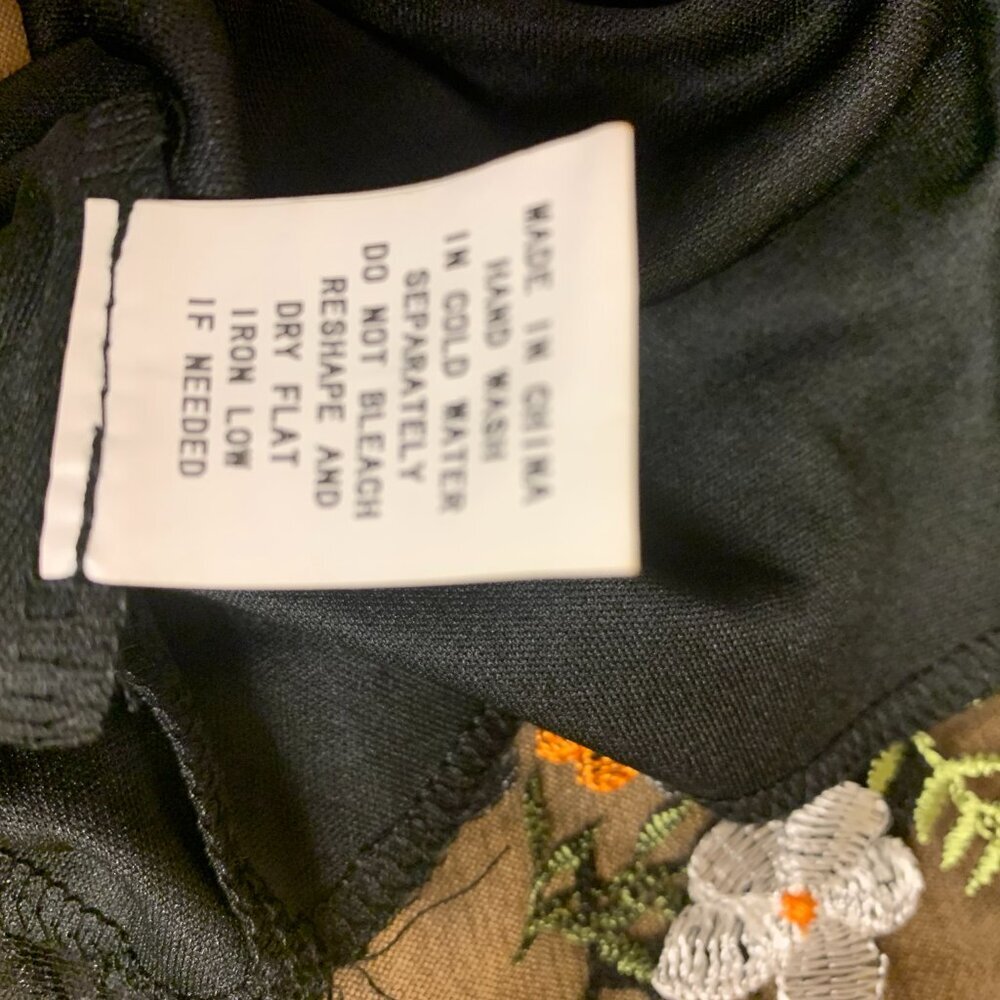 MADE IN CHINA
HAND WASH
IN COLD WATER
SEPARATELY
DO NOT BLEACH
RESHAPE AND
DRY FLAT
IRON LOW
IF NEEDED